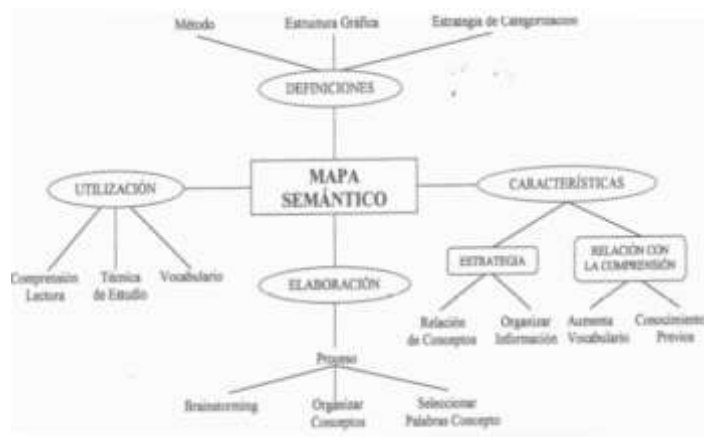 Método
Estructura Gráfica
Estrategia de Categorización
DEFINICIONES
MAPA
SEMÁNTICO
UTILIZACIÓN
Comprensión
Lectora
Técnica
de Estudio
Vocabulario
CARACTERÍSTICAS
ESTRATEGIA
RELACIÓN CON
LA COMPRENSIÓN
Relación
de Conceptos
Organizar
Información
Aumenta
Vocabulario
Conocimiento
Previos
ELABORACIÓN
Proceso
Brainstorming
Organizar
Conceptos
Seleccionar
Palabras Concepto